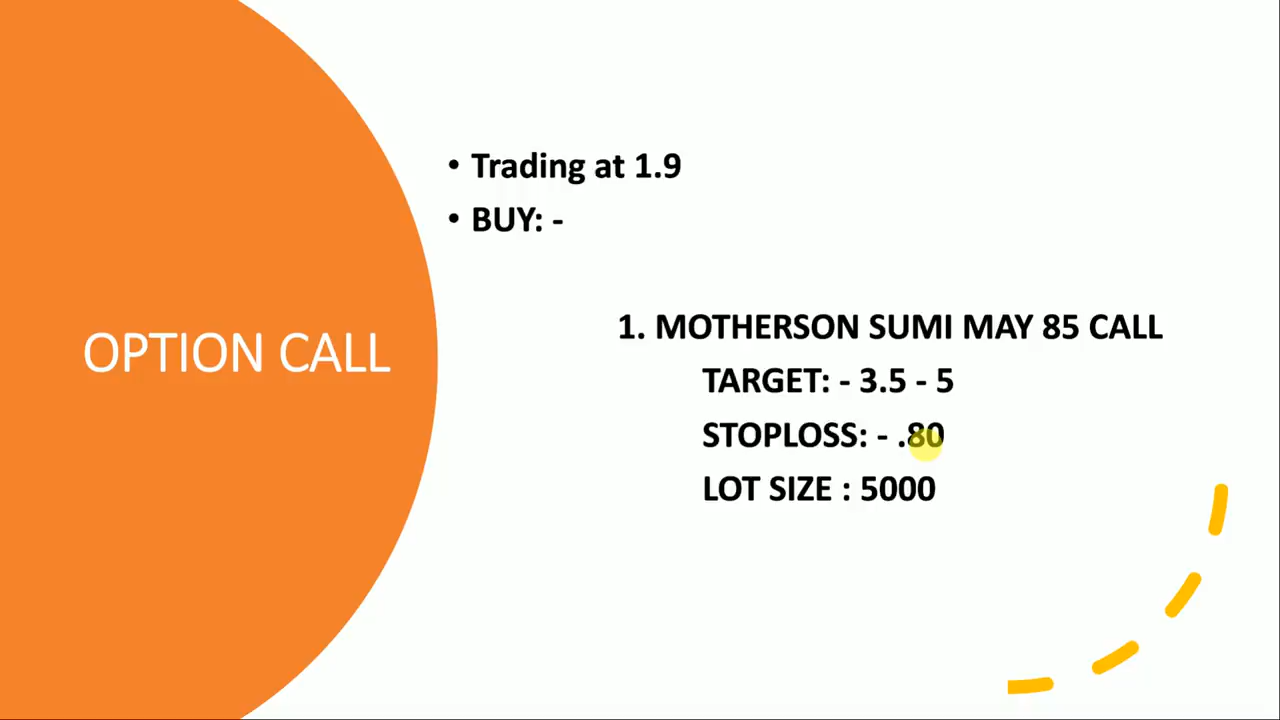 OPTION CALL
• Trading at 1.9
• BUY: -
1. MOTHERSON SUMI MAY 85 CALL
TARGET: - 3.5 - 5
STOPLOSS: - .80
LOT SIZE : 5000